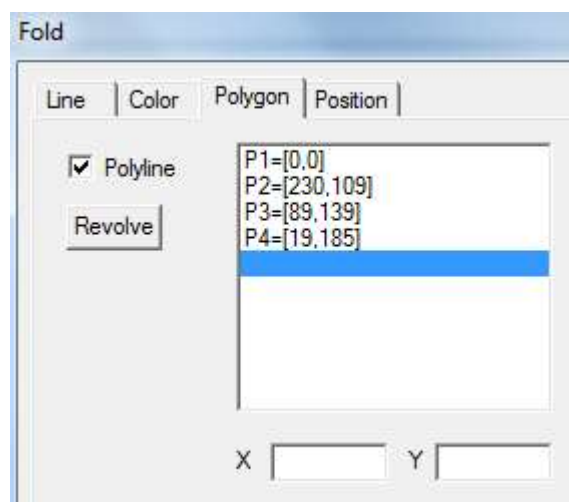 Fold
Line Color Polygon Position
Polyline
Revolve
P1=[0,0]
P2=[230,109]
P3=[89,139]
P4=[19,185]
X Y